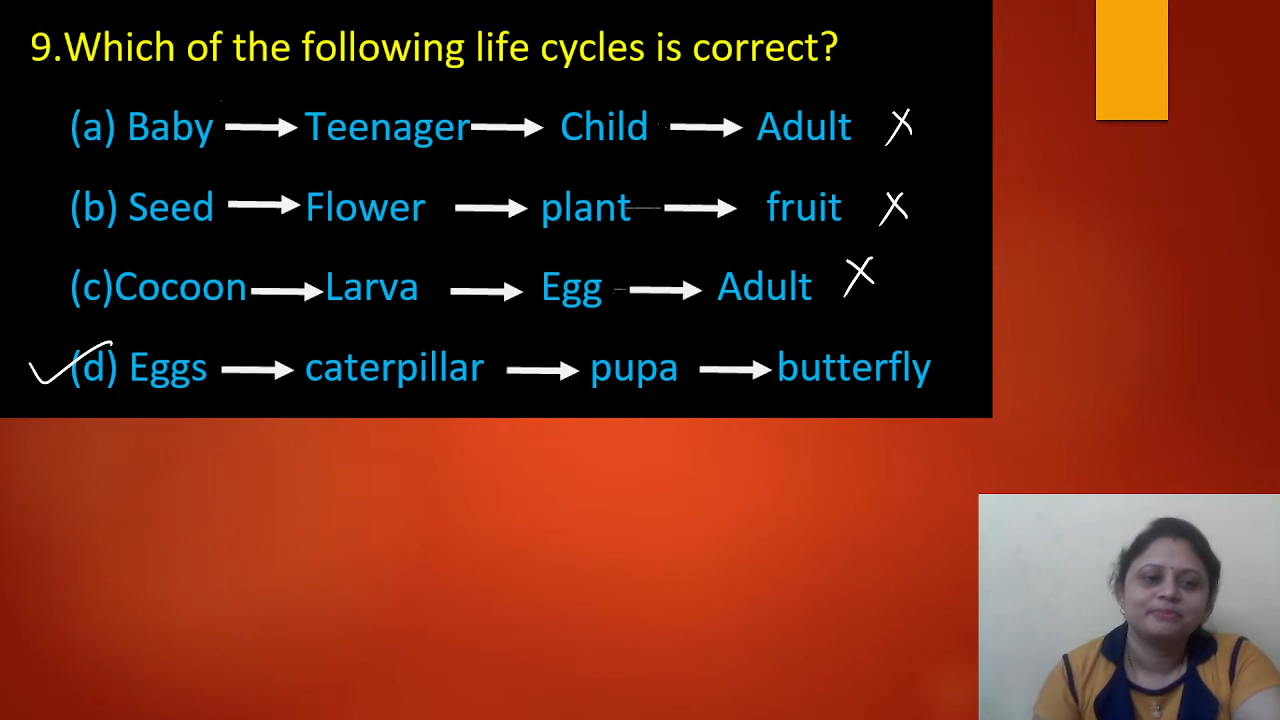 9.Which of the following life cycles is correct?
(a) Baby → Teenager → Child → Adult ✗
(b) Seed → Flower → plant → fruit ✗
(c)Cocoon → Larva → Egg → Adult ✗
✓ (d) Eggs → caterpillar → pupa → butterfly